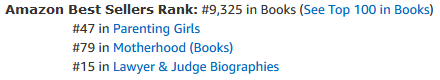 Amazon Best Sellers Rank: #9,325 in Books (See Top 100 in Books)
#47 in Parenting Girls
#79 in Motherhood (Books)
#15 in Lawyer & Judge Biographies